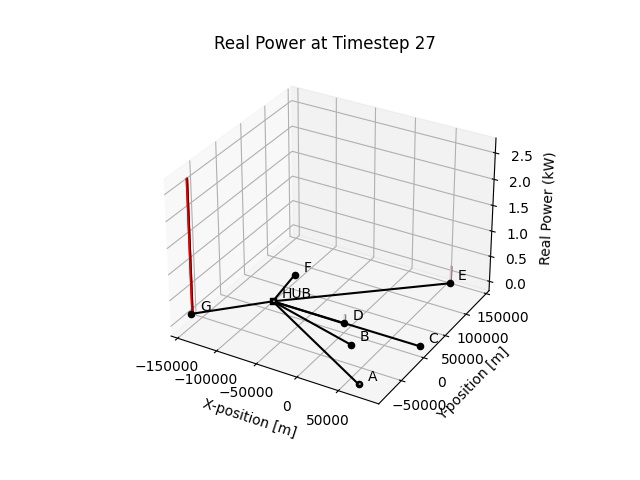 Real Power at Timestep 27
2.5
2.0
1.5
1.0
0.5
0.0
Real Power (kW)
F
E
HUB
G
D
C
B
A
150000
100000
50000
0
−50000
Y-position [m]
−150000
−100000
−50000
0
50000
X-position [m]